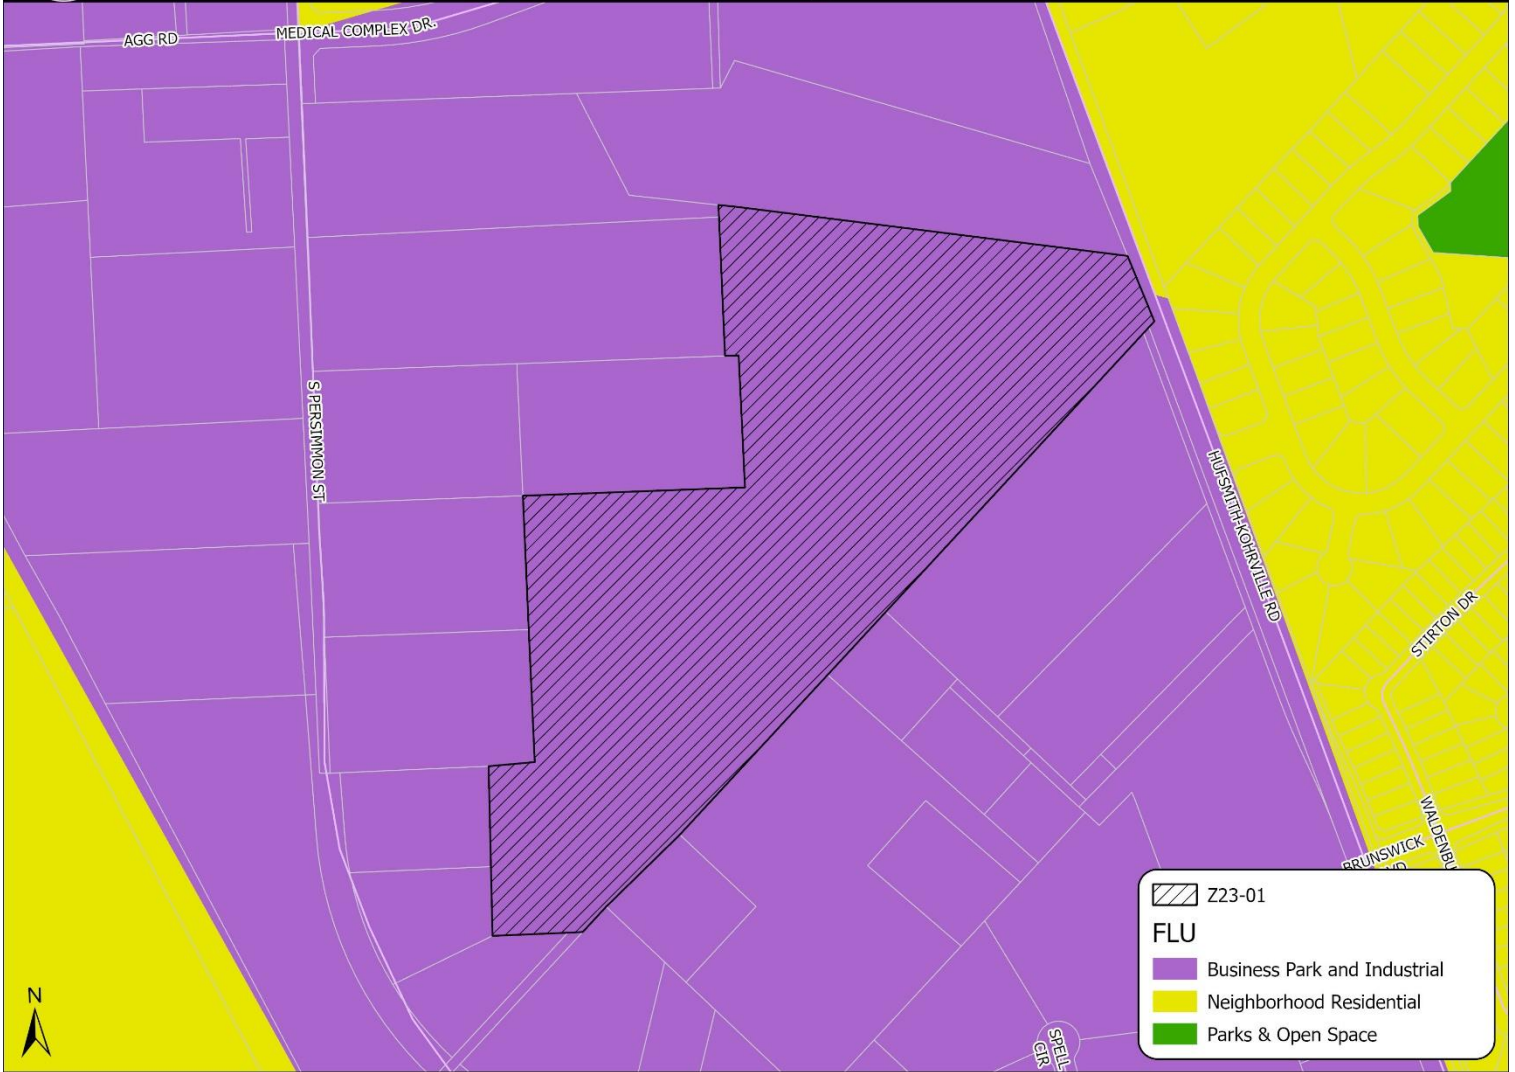 AGG RD
MEDICAL COMPLEX DR.
S PERSIMMON ST
HUFSMITH-KOHRVILLE RD
STIRTON DR
BRUNSWICK
Z23-01
FLU
Business Park and Industrial
Neighborhood Residential
Parks & Open Space
N
SPELL
CIR